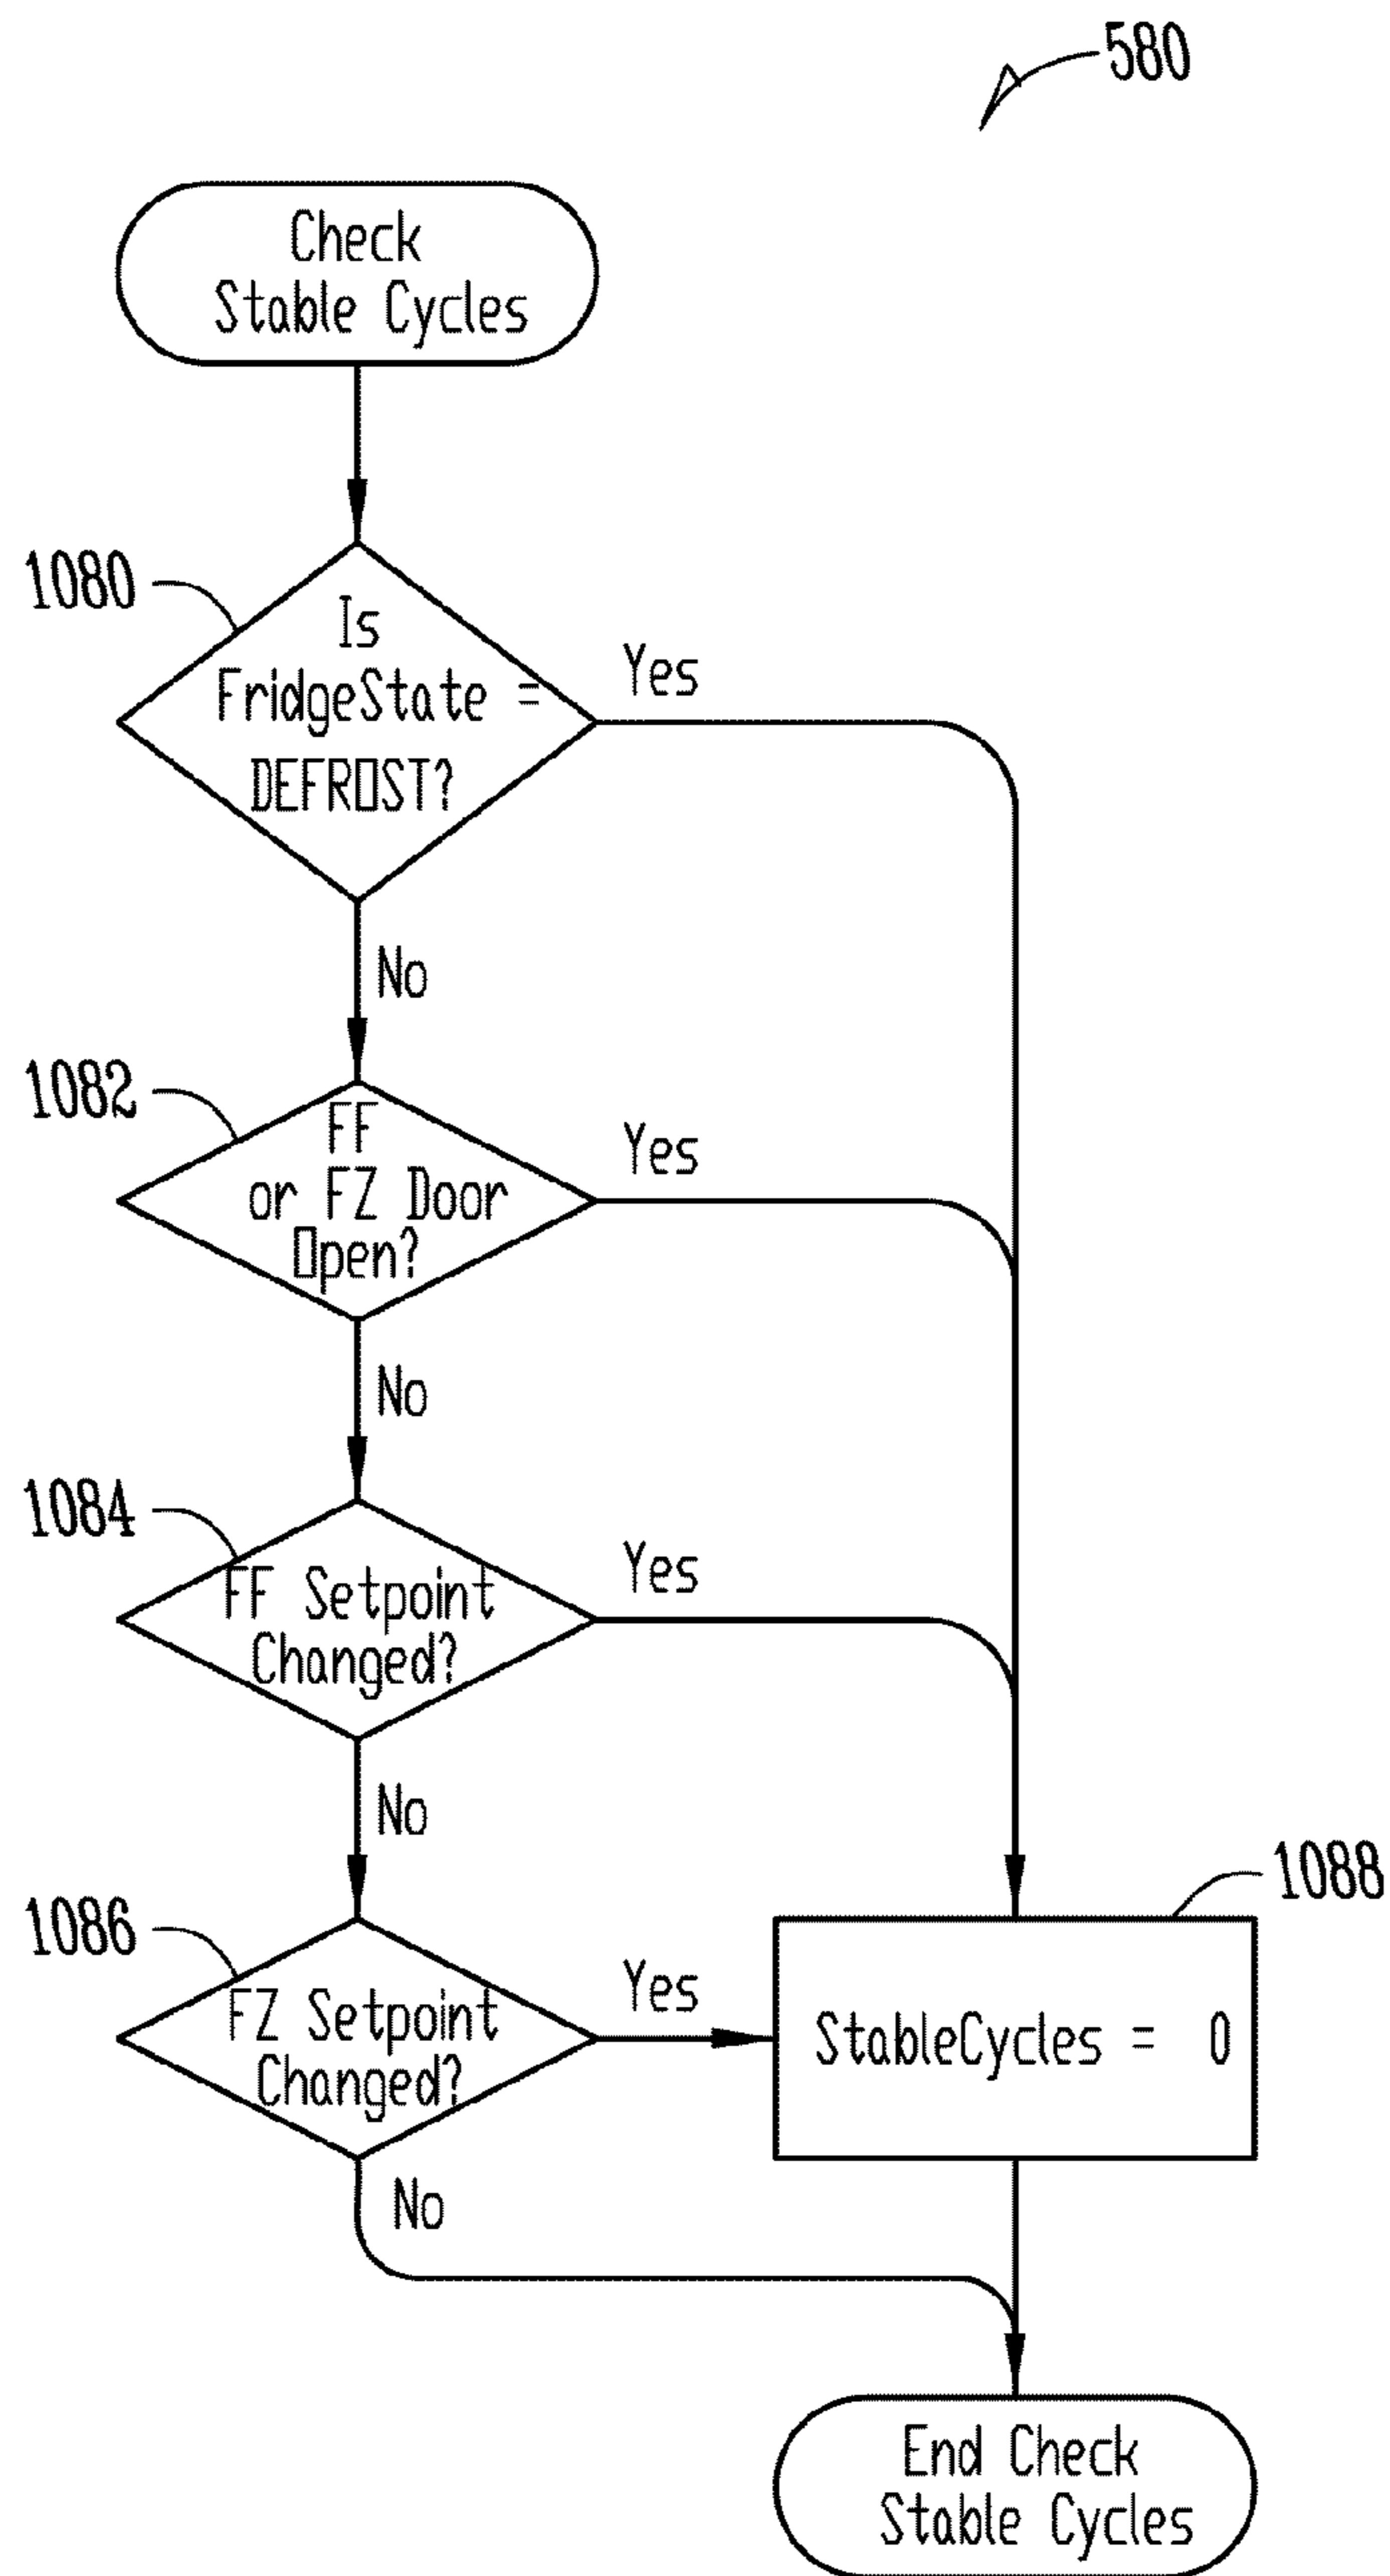 580
Check
Stable Cycles
1080
Is
FridgeState =
DEFROST?
Yes
No
1082
FF
or FZ Door
Open?
Yes
No
1084
FF Setpoint
Changed?
Yes
No
1086
FZ Setpoint
Changed?
Yes
1088
StableCycles = 0
No
End Check
Stable Cycles